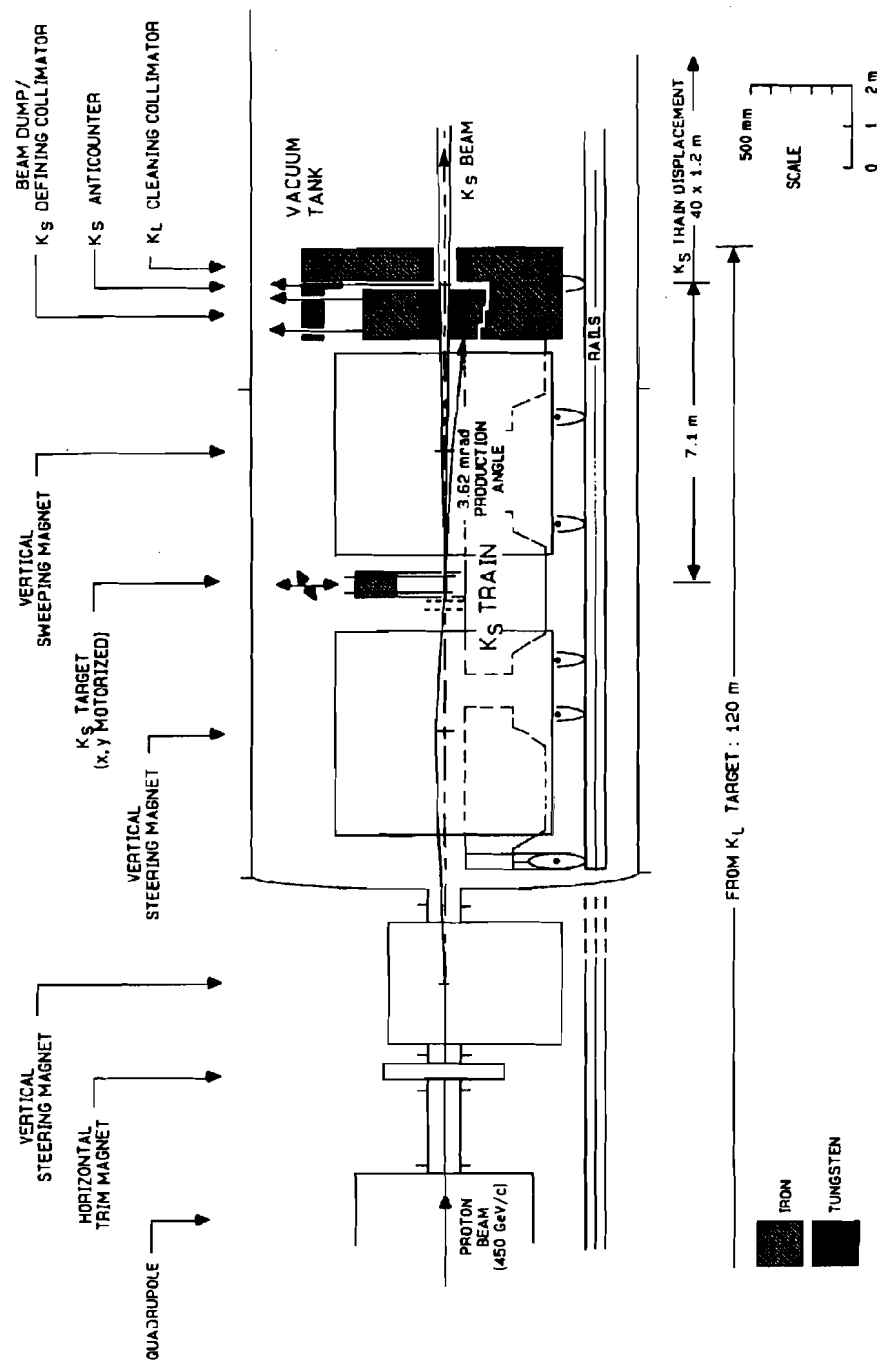 QUADRUPOLE
HORIZONTAL
TRIM MAGNET
VERTICAL
STEERING MAGNET
VERTICAL
STEERING MAGNET
Ks TARGET
(x,y MOTORIZED)
VERTICAL
SWEEPING MAGNET
BEAM DUMP/
Ks DEFINING COLLIMATOR
Ks ANTICOUNTER
KL CLEANING COLLIMATOR
VACUUM
TANK
Ks BEAM
PROTON
BEAM
(450 GeV/c)
3.62 mrad
PRODUCTION
ANGLE
Ks TRAIN
RAILS
7.1 m
Ks TRAIN DISPLACEMENT
40 x 1.2 m
FROM KL TARGET : 120 m
500 mm
SCALE
0 1 2 m
IRON
TUNGSTEN